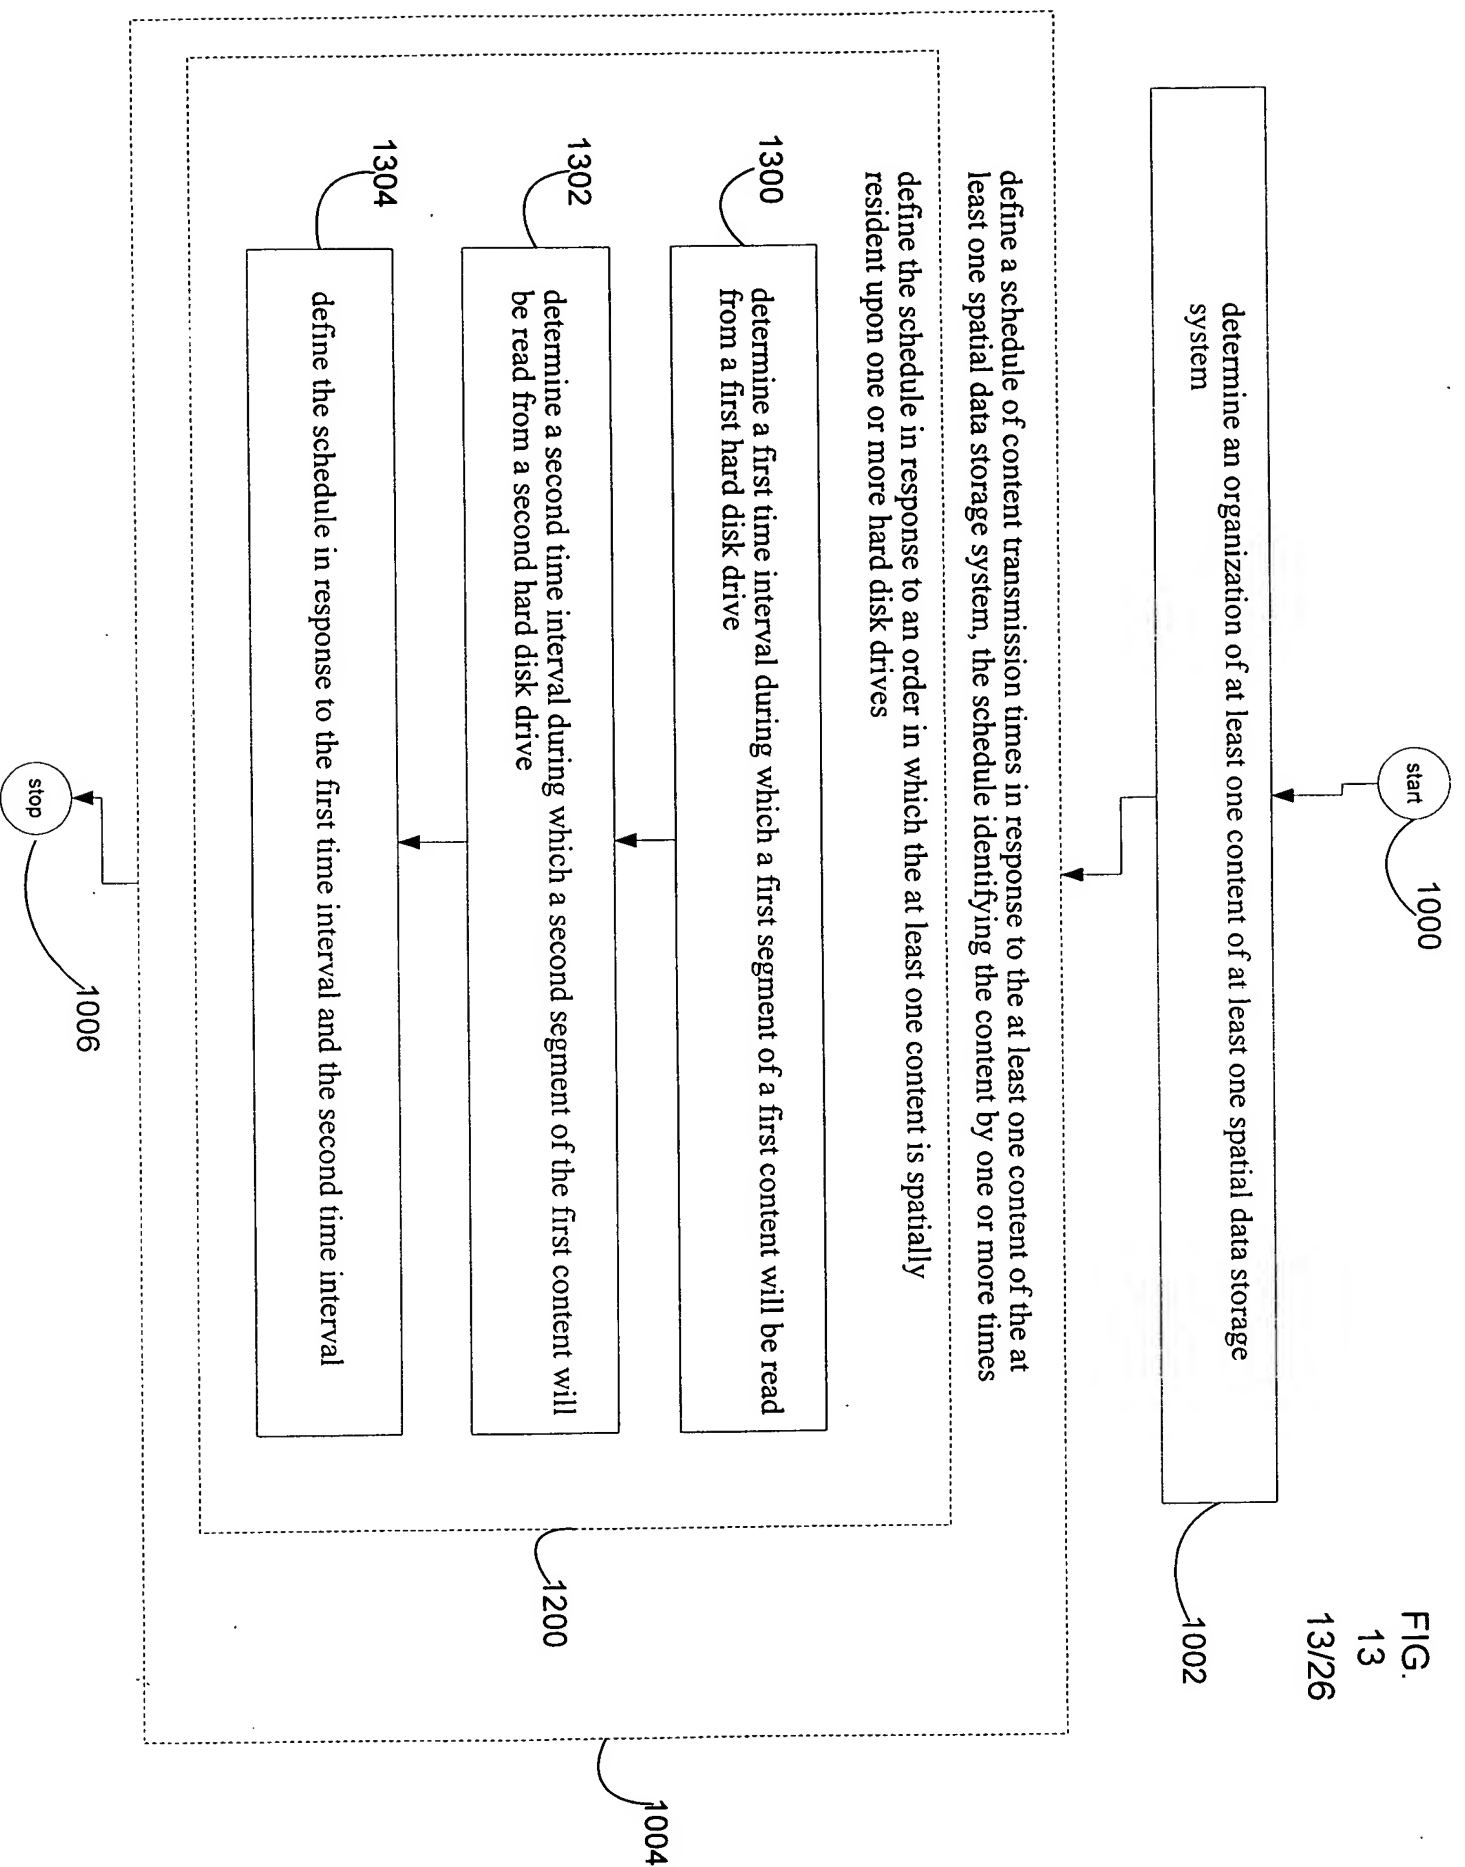 FIG.
13
13/26
start
1000
determine an organization of at least one content of at least one spatial data storage
system
1002
define a schedule of content transmission times in response to the at least one content of the at
least one spatial data storage system, the schedule identifying the content by one or more times
define the schedule in response to an order in which the at least one content is spatially
resident upon one or more hard disk drives
1300
determine a first time interval during which a first segment of a first content will be read
from a first hard disk drive
1302
determine a second time interval during which a second segment of the first content will
be read from a second hard disk drive
1304
define the schedule in response to the first time interval and the second time interval
1200
1004
stop
1006